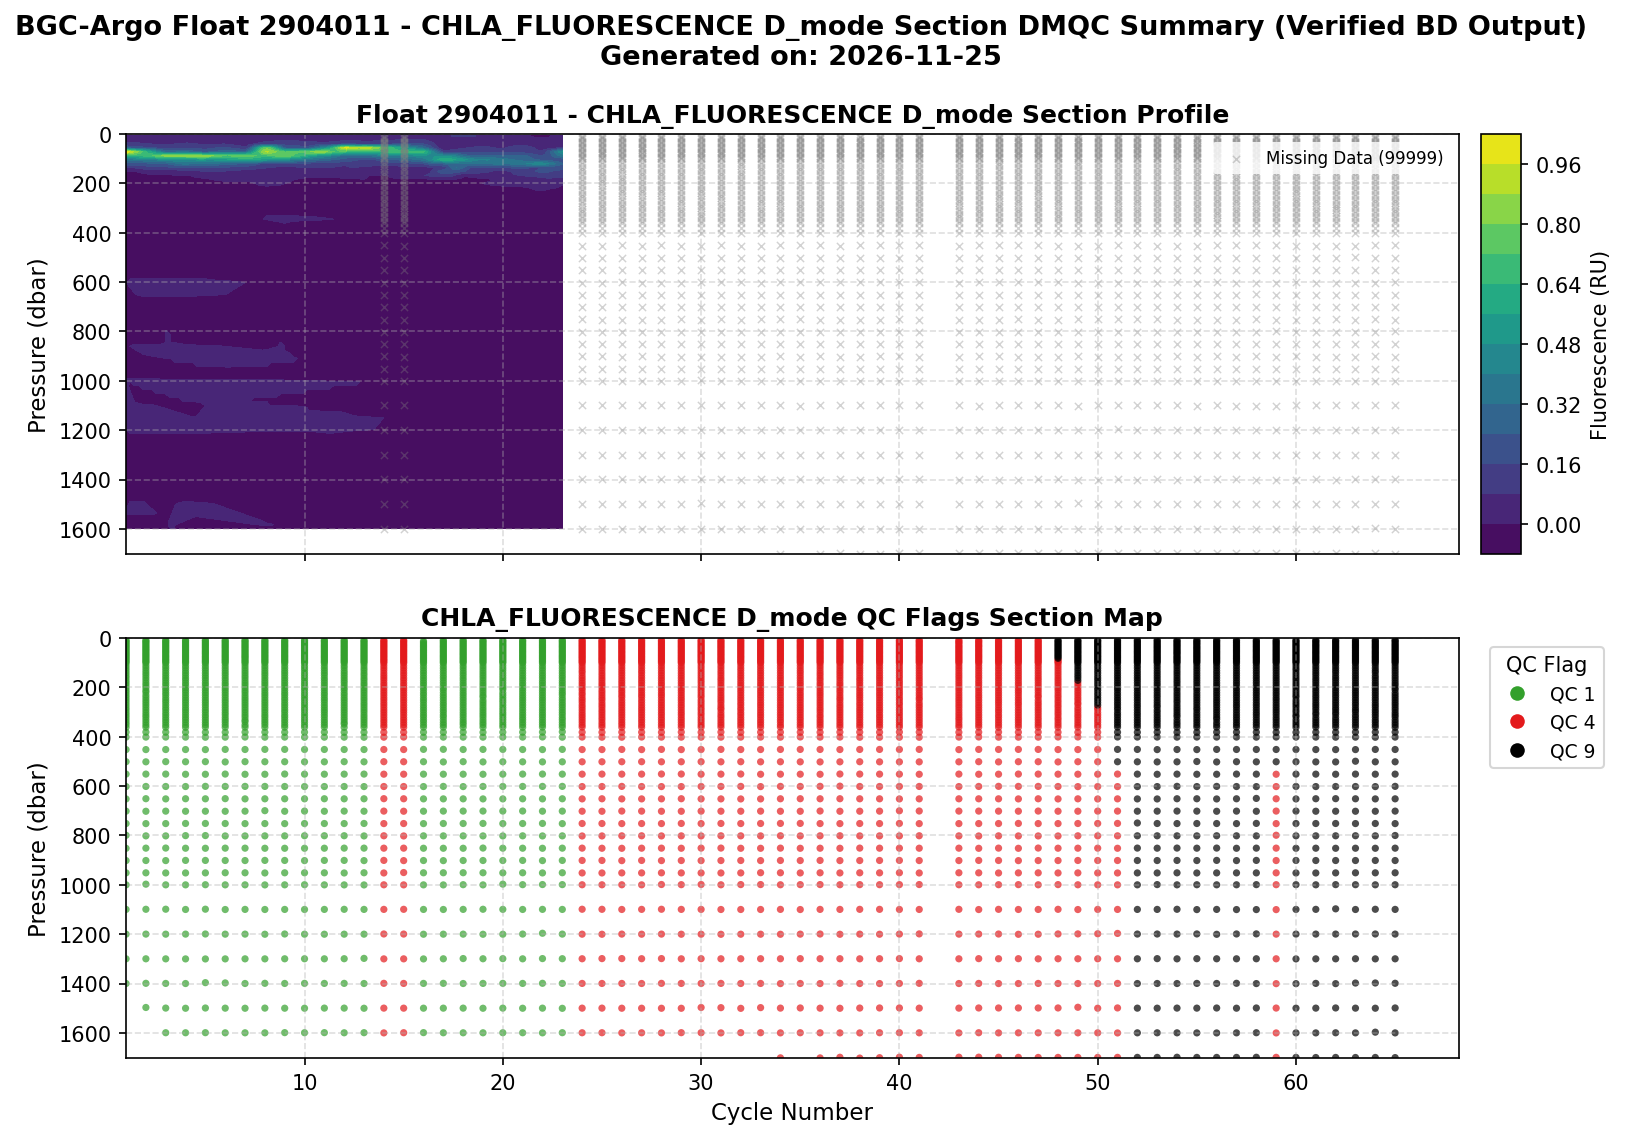 BGC-Argo Float 2904011 - CHLA_FLUORESCENCE D_mode Section DMQC Summary (Verified BD Output)
Generated on: 2026-11-25
Float 2904011 - CHLA_FLUORESCENCE D_mode Section Profile
Missing Data (99999)
Pressure (dbar)
0
200
400
600
800
1000
1200
1400
1600
0.96
0.80
0.64
0.48
0.32
0.16
0.00
Fluorescence (RU)
CHLA_FLUORESCENCE D_mode QC Flags Section Map
Pressure (dbar)
0
200
400
600
800
1000
1200
1400
1600
10
20
30
40
50
60
Cycle Number
QC Flag
QC 1
QC 4
QC 9